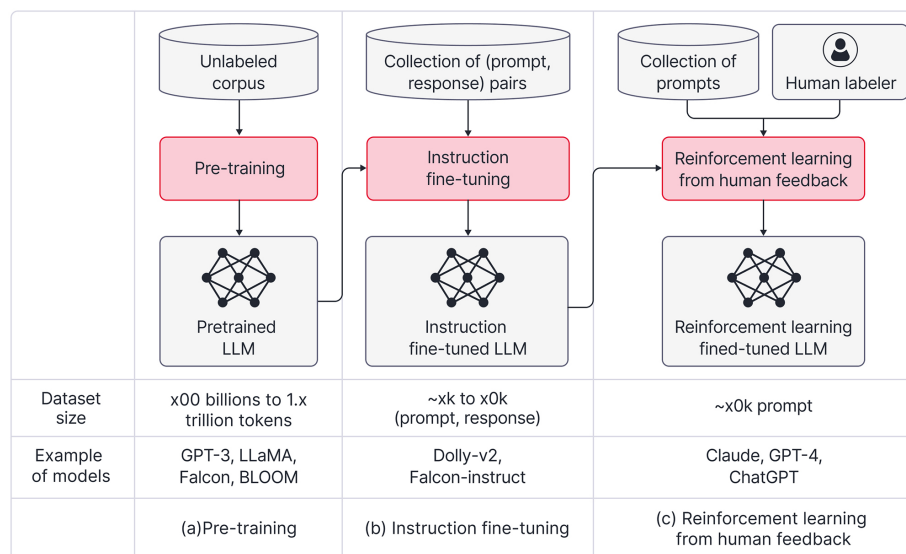 Unlabeled
corpus
Collection of (prompt,
response) pairs
Collection of
prompts
Human labeler
Pre-training
Instruction
fine-tuning
Reinforcement learning
from human feedback
Pretrained
LLM
Instruction
fine-tuned LLM
Reinforcement learning
fined-tuned LLM
Dataset
size
x00 billions to 1.x
trillion tokens
~xk to x0k
(prompt, response)
~x0k prompt
Example
of models
GPT-3, LLaMA,
Falcon, BLOOM
Dolly-v2,
Falcon-instruct
Claude, GPT-4,
ChatGPT
(a)Pre-training
(b) Instruction fine-tuning
(c) Reinforcement learning
from human feedback